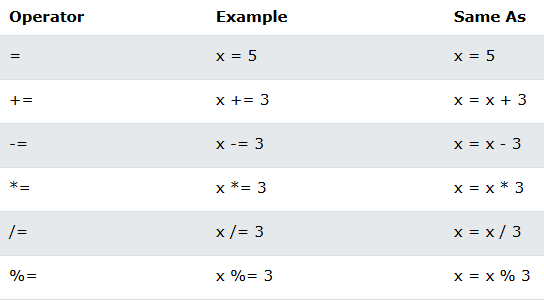 Operator Example Same As
= x = 5 x = 5
+= x += 3 x = x + 3
-= x -= 3 x = x - 3
*= x *= 3 x = x * 3
/= x /= 3 x = x / 3
%= x %= 3 x = x % 3